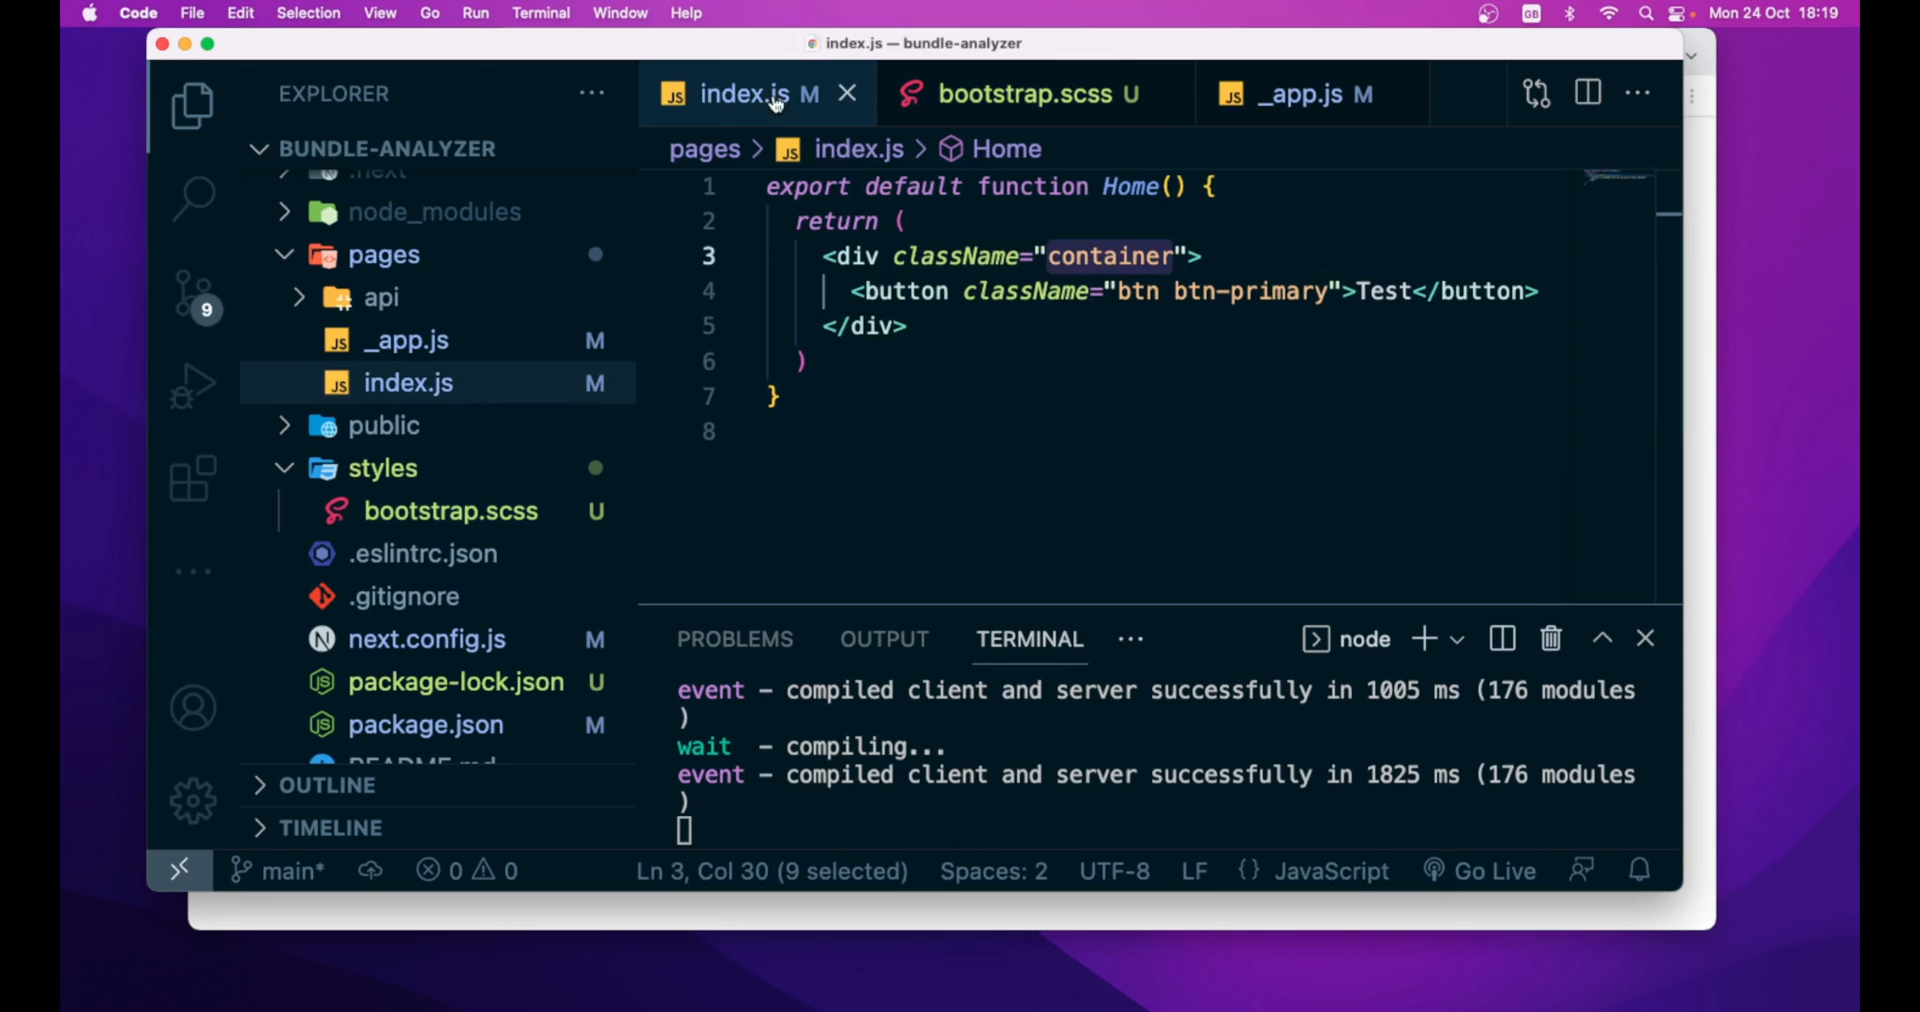 Code File Edit Selection View Go Run Terminal Window Help GB Mon 24 Oct 18:19
index.js — bundle-analyzer
EXPLORER ···
BUNDLE-ANALYZER
.next
node_modules
pages
api
_app.js M
index.js M
public
styles
bootstrap.scss U
.eslintrc.json
.gitignore
next.config.js M
package-lock.json U
package.json M
README.md
OUTLINE
TIMELINE
9
index.js M
bootstrap.scss U
_app.js M
pages > index.js > Home
1 export default function Home() {
2 return (
3 <div className="container">
4 <button className="btn btn-primary">Test</button>
5 </div>
6 )
7 }
8
PROBLEMS OUTPUT TERMINAL ··· node
event - compiled client and server successfully in 1005 ms (176 modules
)
wait - compiling...
event - compiled client and server successfully in 1825 ms (176 modules
)
main* 0 0 Ln 3, Col 30 (9 selected) Spaces: 2 UTF-8 LF {} JavaScript Go Live